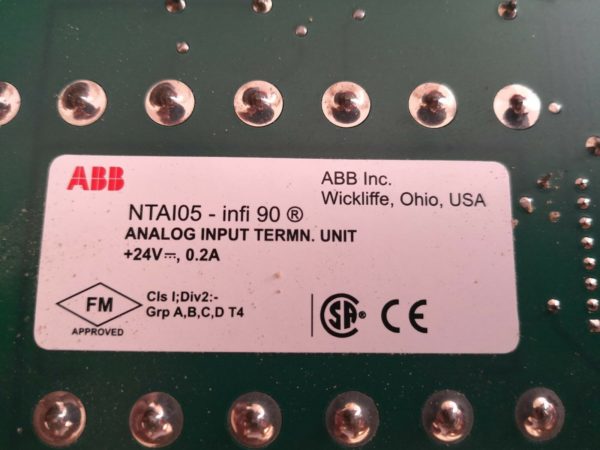 ABB
ABB Inc.
Wickliffe, Ohio, USA
NTAI05 - infi 90 ®
ANALOG INPUT TERMN. UNIT
+24V⎓, 0.2A
FM
APPROVED
Cls I;Div2:-
Grp A,B,C,D T4
CSA® CE